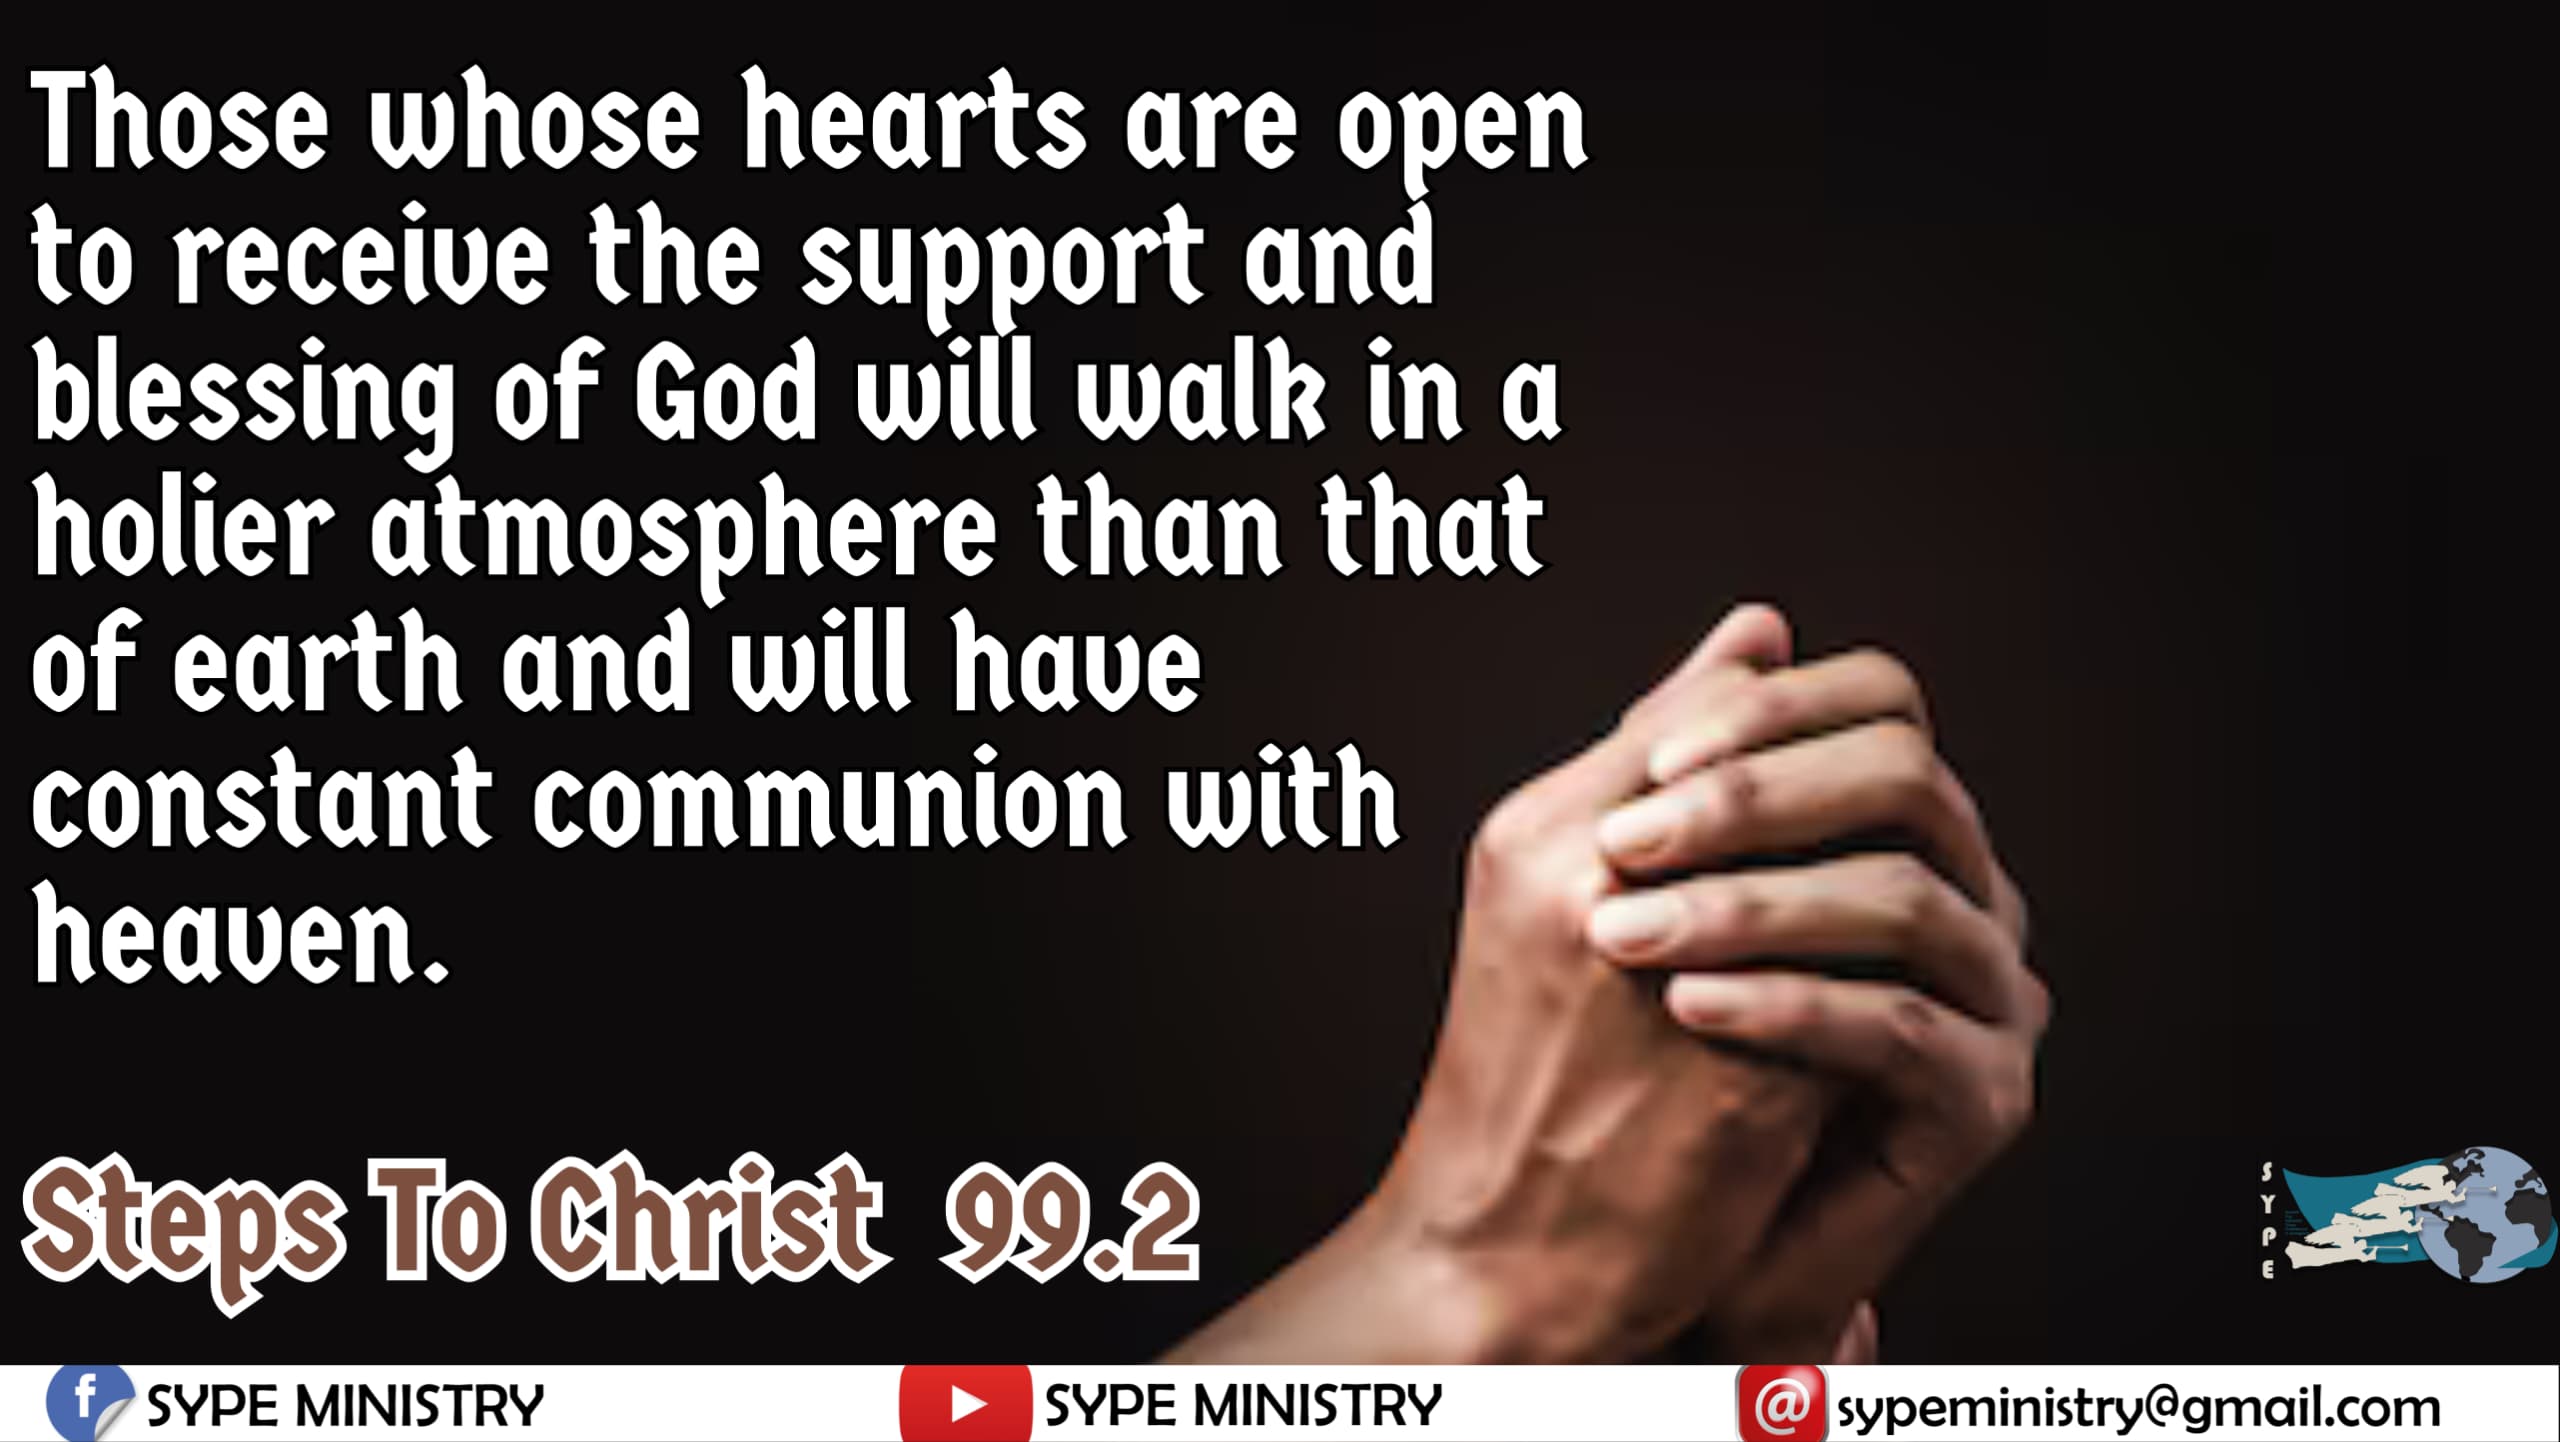 Those whose hearts are open
to receive the support and
blessing of God will walk in a
holier atmosphere than that
of earth and will have
constant communion with
heaven.
Steps To Christ 99.2
S
Y
P
E
SYPE MINISTRY
SYPE MINISTRY
sypeministry@gmail.com